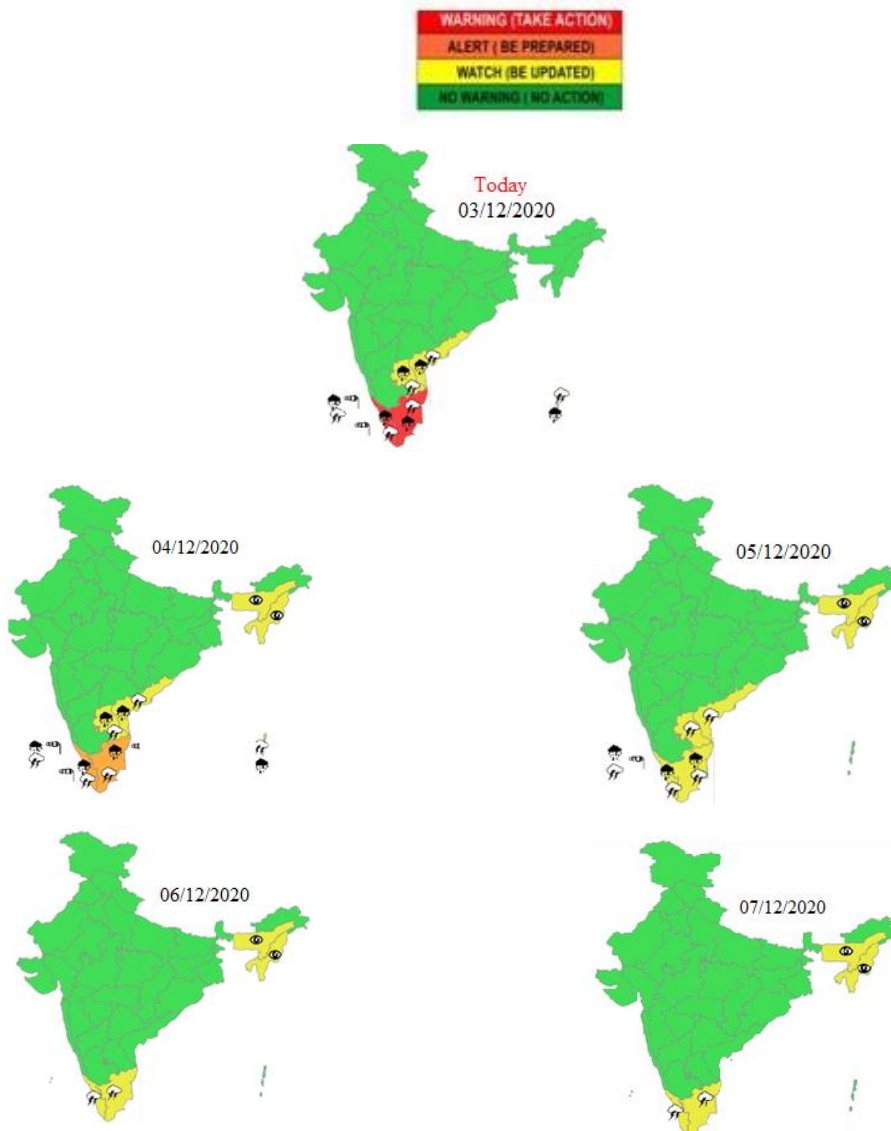 WARNING (TAKE ACTION)
ALERT ( BE PREPARED)
WATCH (BE UPDATED)
NO WARNING ( NO ACTION)
Today
03/12/2020
04/12/2020
05/12/2020
06/12/2020
07/12/2020